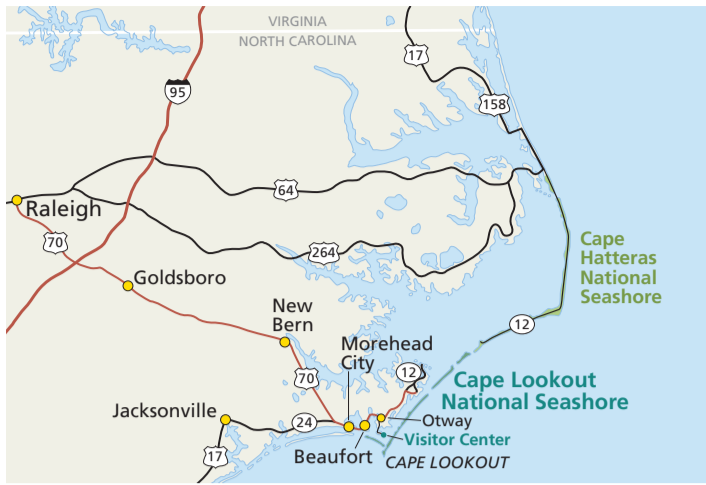 VIRGINIA
NORTH CAROLINA
17
95
158
64
Raleigh
70
264
Cape
Hatteras
National
Seashore
Goldsboro
New
Bern
12
Morehead
City
12
70
Cape Lookout
National Seashore
Jacksonville
24
Otway
Visitor Center
17
Beaufort
CAPE LOOKOUT